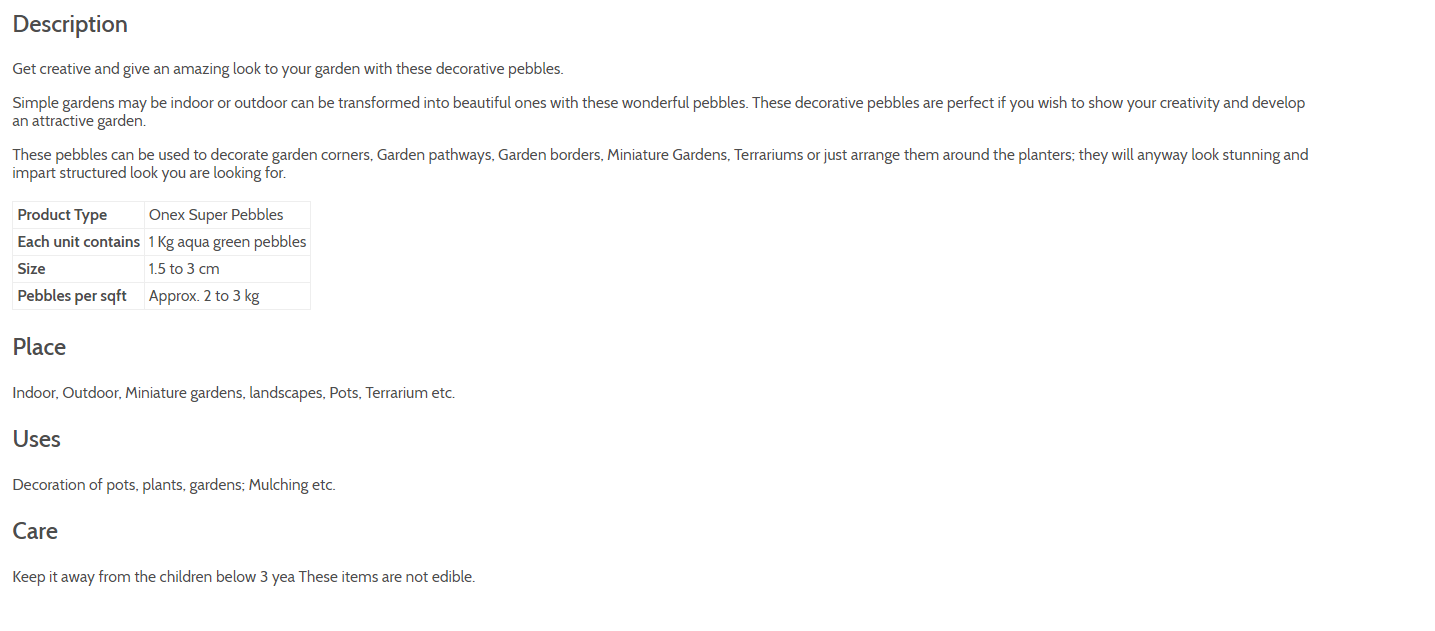 Description
Get creative and give an amazing look to your garden with these decorative pebbles.
Simple gardens may be indoor or outdoor can be transformed into beautiful ones with these wonderful pebbles. These decorative pebbles are perfect if you wish to show your creativity and develop
an attractive garden.
These pebbles can be used to decorate garden corners, Garden pathways, Garden borders, Miniature Gardens, Terrariums or just arrange them around the planters; they will anyway look stunning and
impart structured look you are looking for.
Product Type Onex Super Pebbles
Each unit contains 1 Kg aqua green pebbles
Size 1.5 to 3 cm
Pebbles per sqft Approx. 2 to 3 kg
Place
Indoor, Outdoor, Miniature gardens, landscapes, Pots, Terrarium etc.
Uses
Decoration of pots, plants, gardens; Mulching etc.
Care
Keep it away from the children below 3 yea These items are not edible.